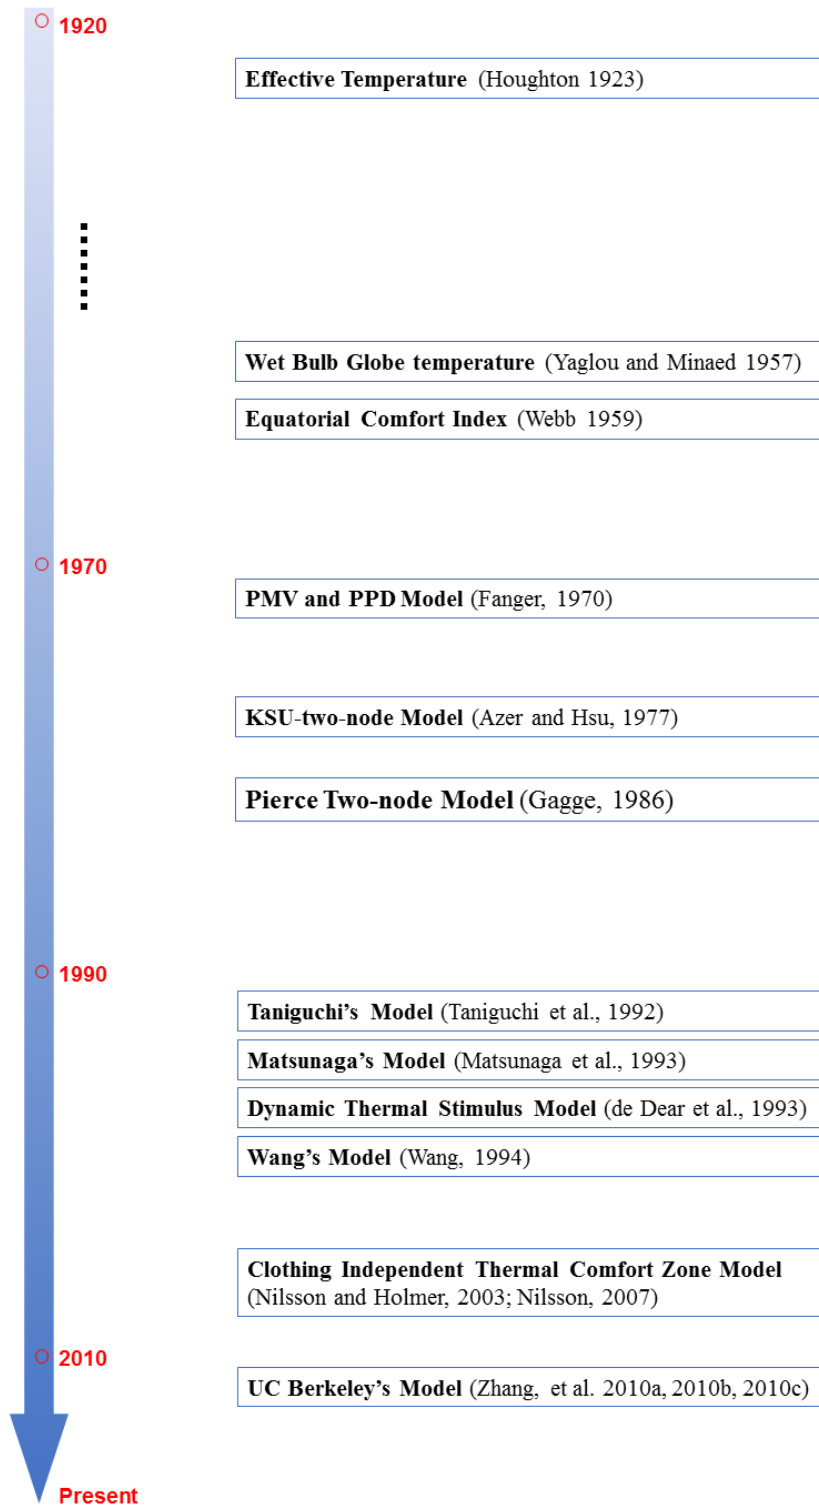 1920
Effective Temperature (Houghton 1923)
Wet Bulb Globe temperature (Yaglou and Minaed 1957)
Equatorial Comfort Index (Webb 1959)
1970
PMV and PPD Model (Fanger, 1970)
KSU-two-node Model (Azer and Hsu, 1977)
Pierce Two-node Model (Gagge, 1986)
1990
Taniguchi’s Model (Taniguchi et al., 1992)
Matsunaga’s Model (Matsunaga et al., 1993)
Dynamic Thermal Stimulus Model (de Dear et al., 1993)
Wang’s Model (Wang, 1994)
Clothing Independent Thermal Comfort Zone Model
(Nilsson and Holmer, 2003; Nilsson, 2007)
2010
UC Berkeley’s Model (Zhang, et al. 2010a, 2010b, 2010c)
Present